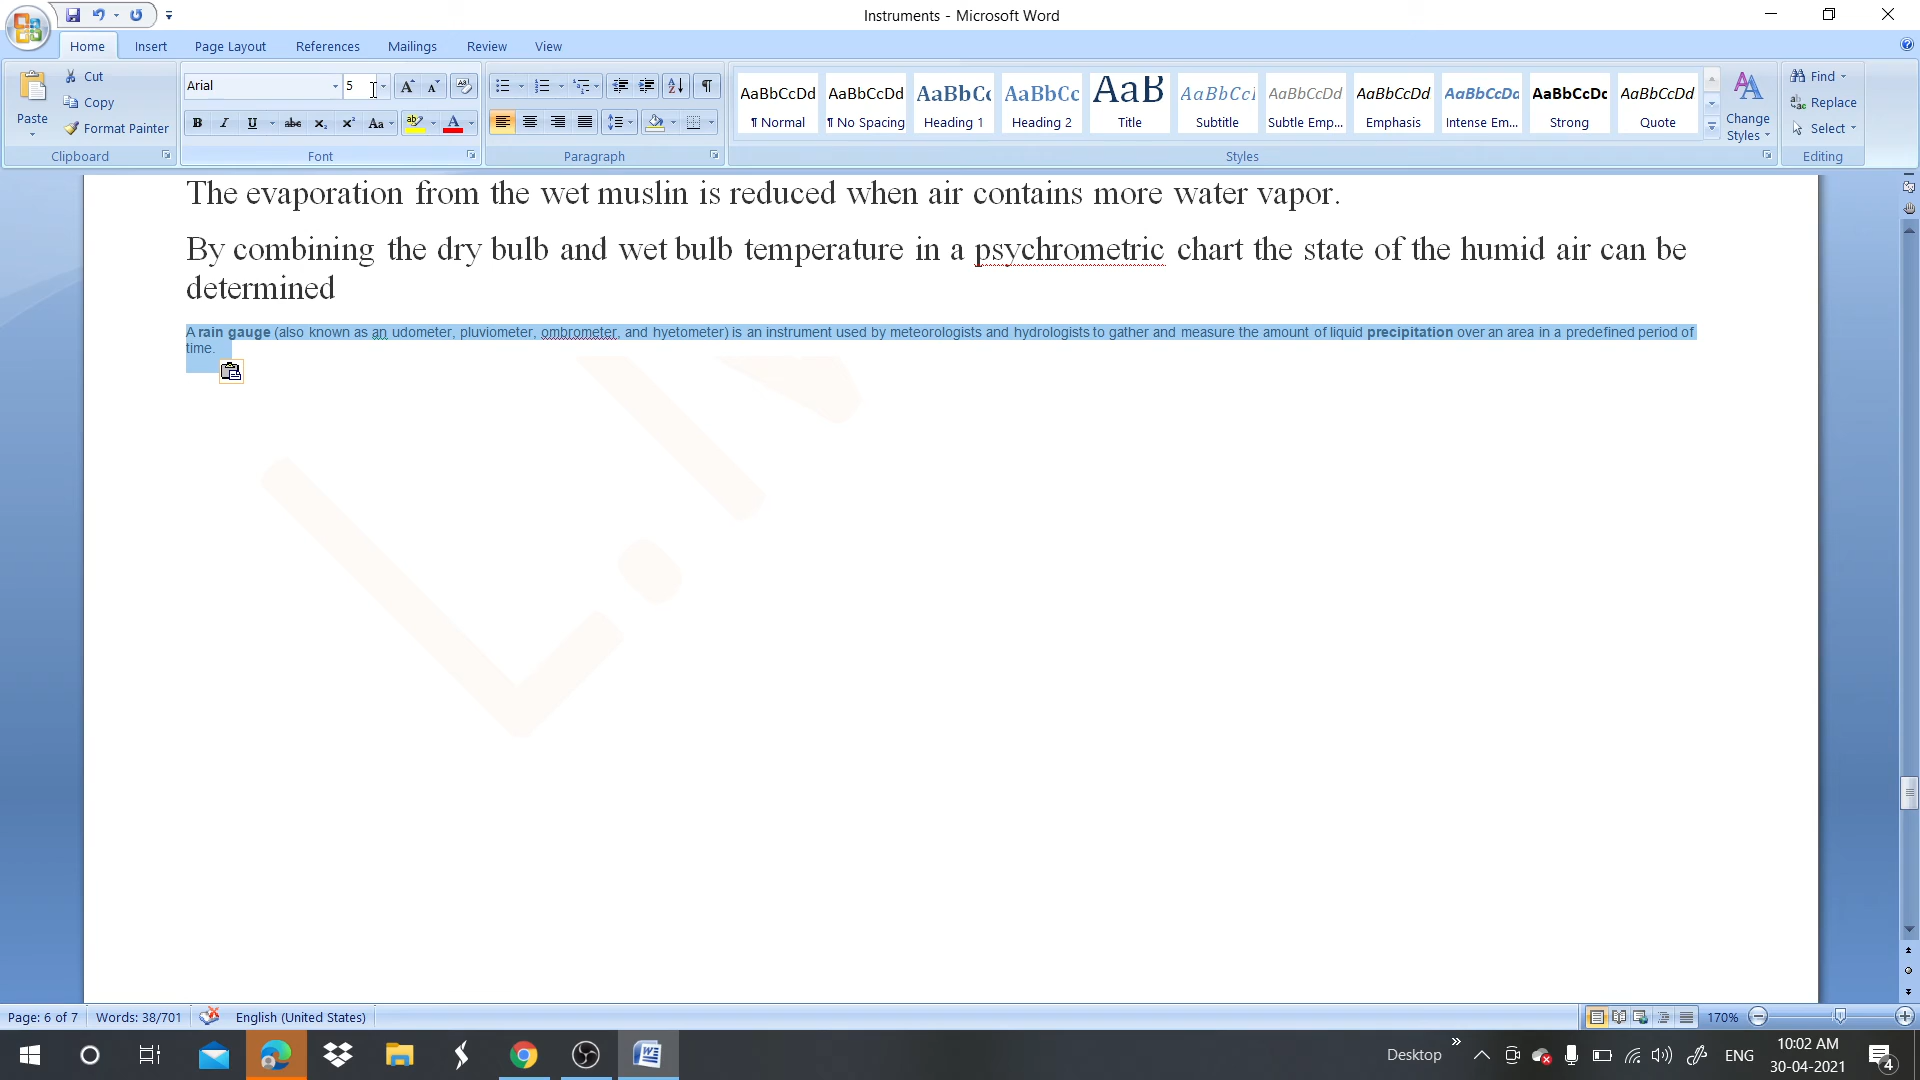 Instruments - Microsoft Word
Home Insert Page Layout References Mailings Review View
Paste
Cut
Copy
Format Painter
Clipboard
Arial 5
Font
Paragraph
AaBbCcDd AaBbCcDd AaBbCc AaBbCc AaB AaBbCcI AaBbCcDd AaBbCcDd AaBbCcDd AaBbCcDc AaBbCcDd
¶ Normal ¶ No Spacing Heading 1 Heading 2 Title Subtitle Subtle Emp... Emphasis Intense Em... Strong Quote
Styles
Change
Styles
Find
Replace
Select
Editing
The evaporation from the wet muslin is reduced when air contains more water vapor.
By combining the dry bulb and wet bulb temperature in a psychrometric chart the state of the humid air can be
determined
A rain gauge (also known as an udometer, pluviometer, ombrometer, and hyetometer) is an instrument used by meteorologists and hydrologists to gather and measure the amount of liquid precipitation over an area in a predefined period of
time.
Page: 6 of 7 Words: 38/701 English (United States) 170%
Desktop ENG
10:02 AM
30-04-2021
4